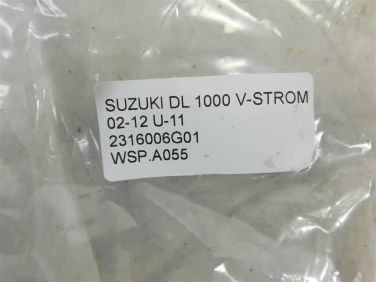 SUZUKI DL 1000 V-STROM
02-12 U-11
2316006G01
WSP.A055